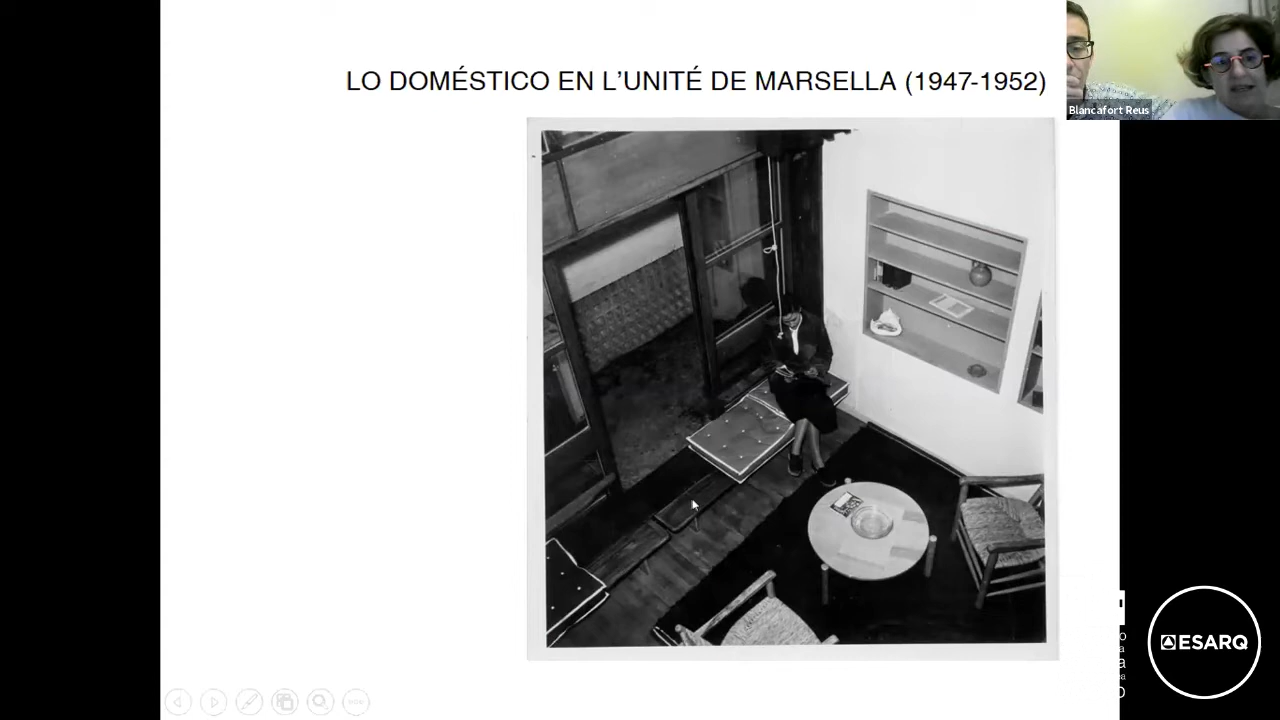 LO DOMÉSTICO EN L'UNITÉ DE MARSELLA (1947-1952)
Blancafort Reus
ESARQ